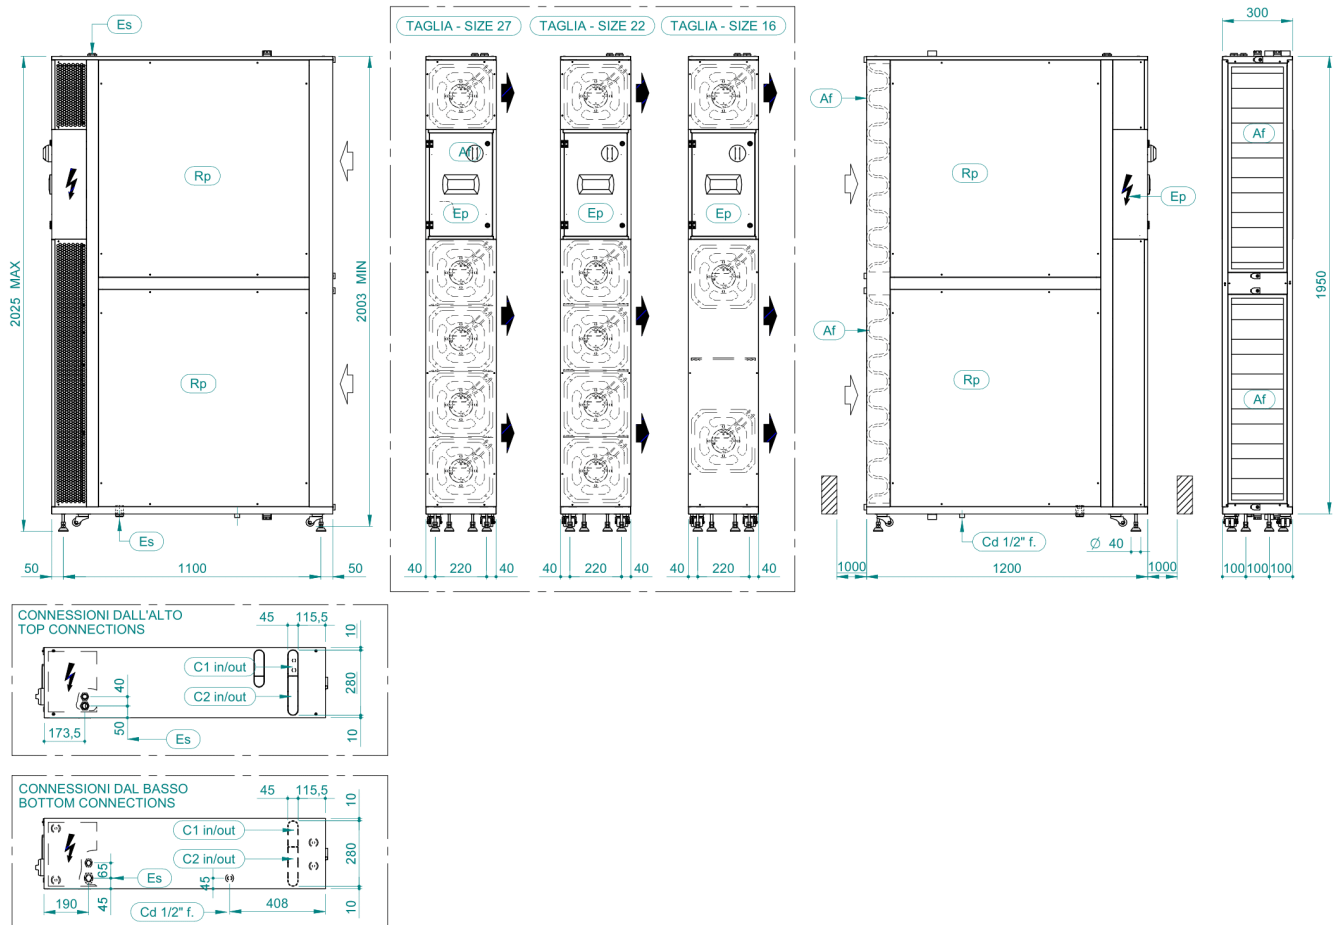 Es
2025 MAX
2003 MIN
Rp
Rp
Es
50
1100
50
TAGLIA - SIZE 27
TAGLIA - SIZE 22
TAGLIA - SIZE 16
Af
Ep
Ep
Ep
40
220
40
40
220
40
40
220
40
Af
Rp
Ep
Af
Rp
Cd 1/2" f.
Ø 40
1000
1200
1000
300
Af
Af
1950
100
100
100
CONNESSIONI DALL'ALTO
TOP CONNECTIONS
45
115,5
10
C1 in/out
C2 in/out
280
40
50
10
173,5
Es
CONNESSIONI DAL BASSO
BOTTOM CONNECTIONS
45
115,5
10
C1 in/out
C2 in/out
280
65
Es
45
45
10
190
Cd 1/2" f.
408